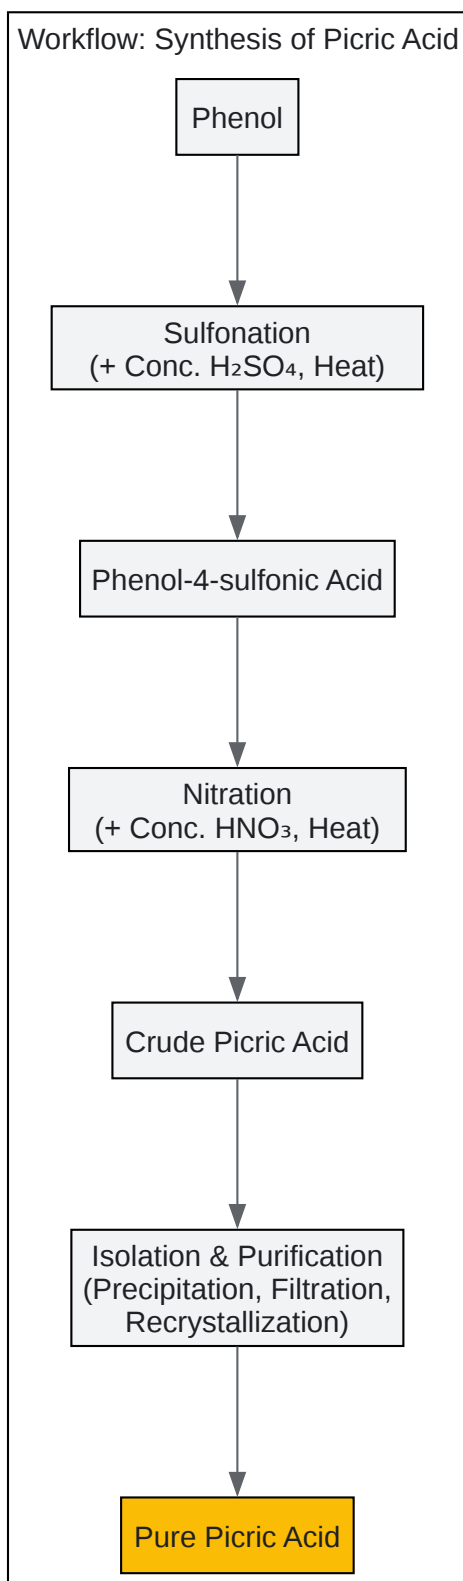 Workflow: Synthesis of Picric Acid
Phenol
Sulfonation
(+ Conc. H₂SO₄, Heat)
Phenol-4-sulfonic Acid
Nitration
(+ Conc. HNO₃, Heat)
Crude Picric Acid
Isolation & Purification
(Precipitation, Filtration,
Recrystallization)
Pure Picric Acid